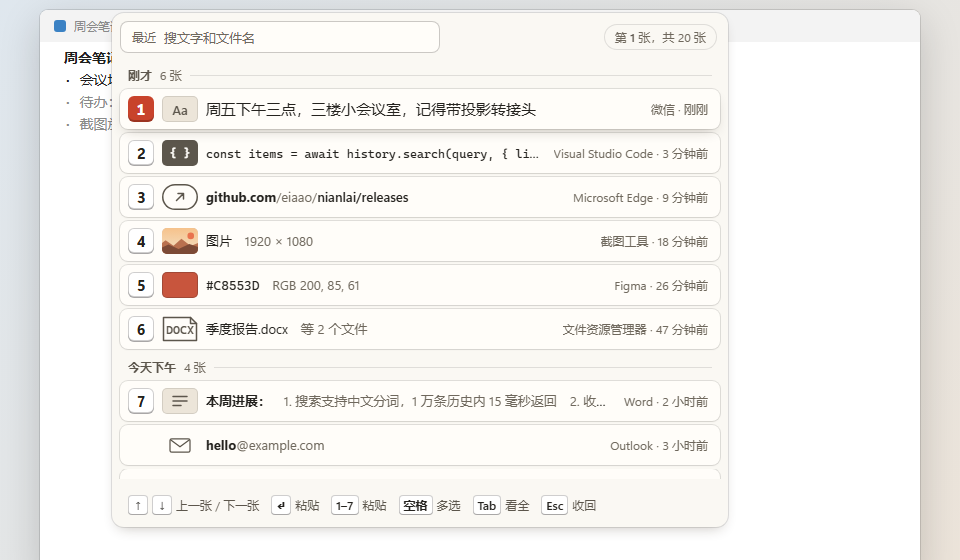 周会笔
周会笔
· 会议
· 待办
· 截图
最近 搜文字和文件名
第 1 张，共 20 张
刚才 6 张
1 Aa 周五下午三点，三楼小会议室，记得带投影转接头 微信 · 刚刚
2 { } const items = await history.search(query, { li… Visual Studio Code · 3 分钟前
3 github.com/eiaao/nianlai/releases Microsoft Edge · 9 分钟前
4 图片 1920 × 1080 截图工具 · 18 分钟前
5 #C8553D RGB 200, 85, 61 Figma · 26 分钟前
6 DOCX 季度报告.docx 等 2 个文件 文件资源管理器 · 47 分钟前
今天下午 4 张
7 本周进展： 1. 搜索支持中文分词，1 万条历史内 15 毫秒返回 2. 收… Word · 2 小时前
hello@example.com Outlook · 3 小时前
↑ ↓ 上一张 / 下一张 ↵ 粘贴 1–7 粘贴 空格 多选 Tab 看全 Esc 收回